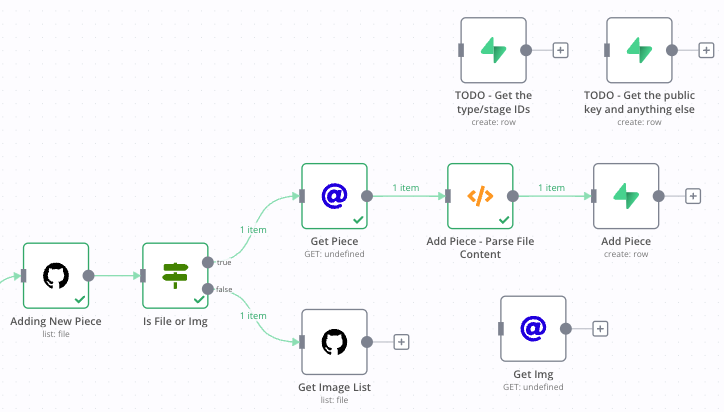 TODO - Get the
type/stage IDs
create: row
TODO - Get the public
key and anything else
create: row
1 item
1 item
1 item
Get Piece
GET: undefined
Add Piece - Parse File
Content
Add Piece
create: row
true
false
Adding New Piece
list: file
Is File or Img
1 item
Get Image List
list: file
Get Img
GET: undefined